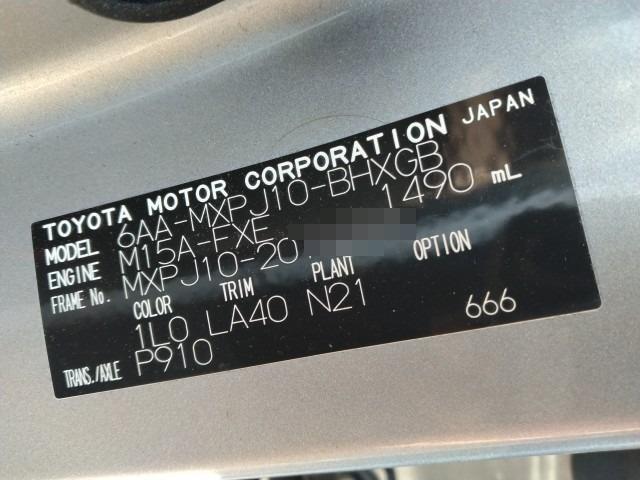 TOYOTA MOTOR CORPORATION JAPAN
MODEL 6AA-MXPJ10-BHXGB
ENGINE M15A-FXE 1490 mL
FRAME No. MXPJ10-20
COLOR TRIM PLANT OPTION
1L0 LA40 N21
TRANS./AXLE P910 666